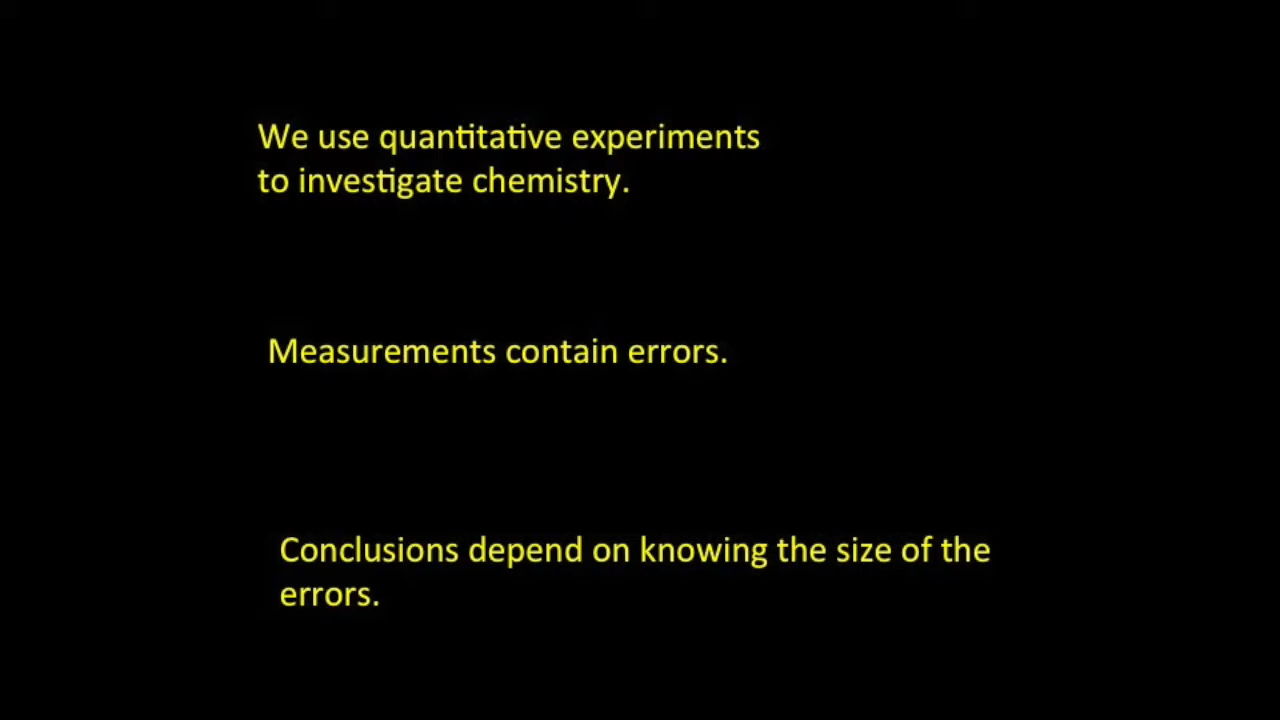 We use quantitative experiments
to investigate chemistry.
Measurements contain errors.
Conclusions depend on knowing the size of the
errors.